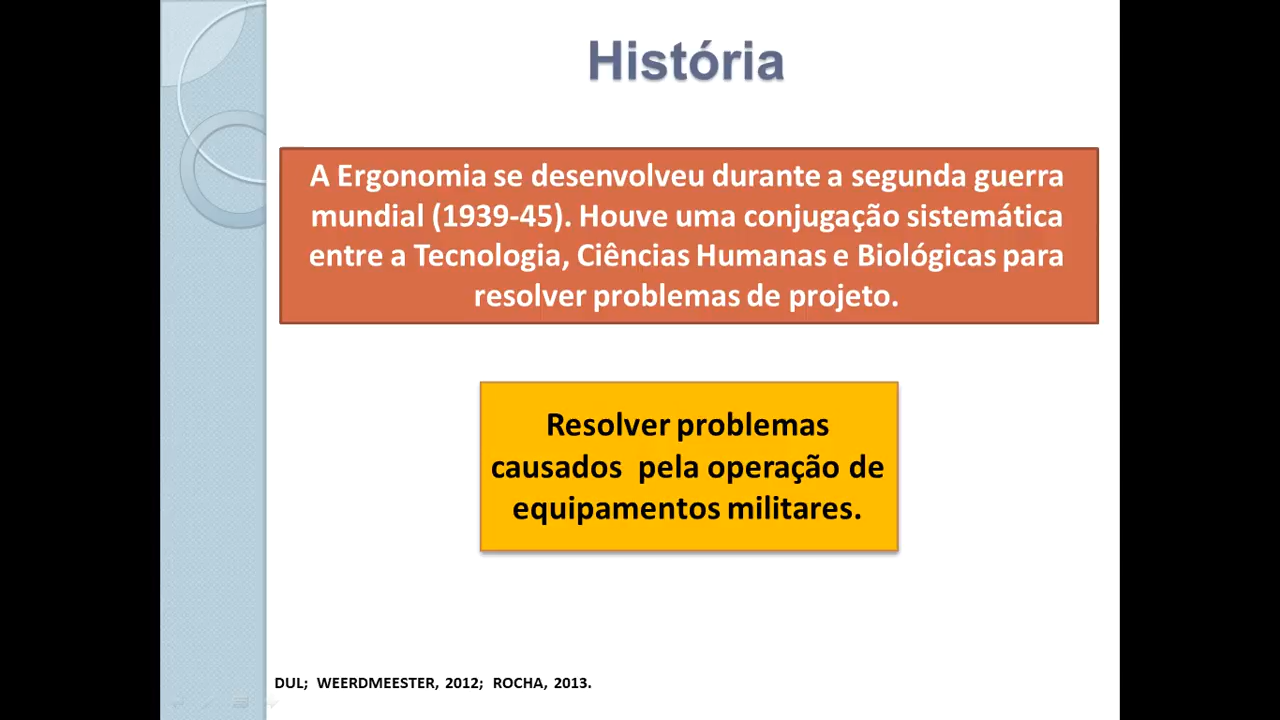 História
A Ergonomia se desenvolveu durante a segunda guerra
mundial (1939-45). Houve uma conjugação sistemática
entre a Tecnologia, Ciências Humanas e Biológicas para
resolver problemas de projeto.
Resolver problemas
causados pela operação de
equipamentos militares.
DUL; WEERDMEESTER, 2012; ROCHA, 2013.